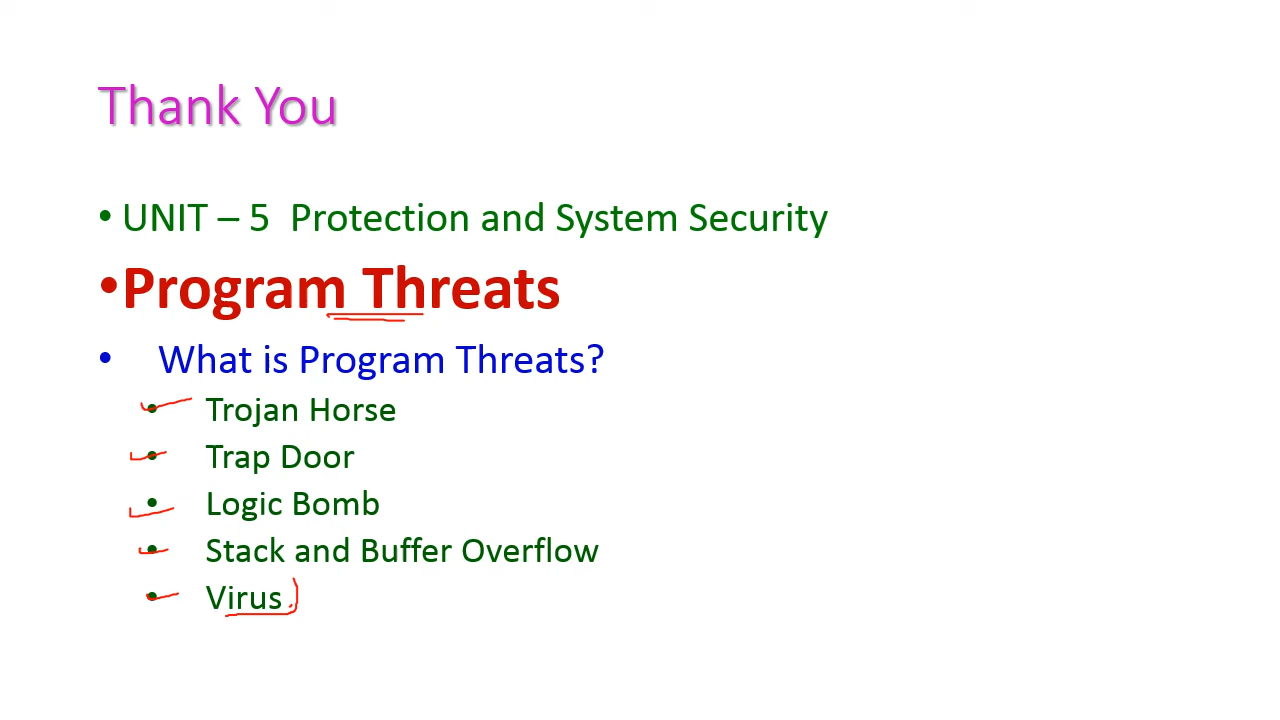 Thank You
• UNIT – 5 Protection and System Security
•Program Threats
• What is Program Threats?
• Trojan Horse
• Trap Door
• Logic Bomb
• Stack and Buffer Overflow
• Virus